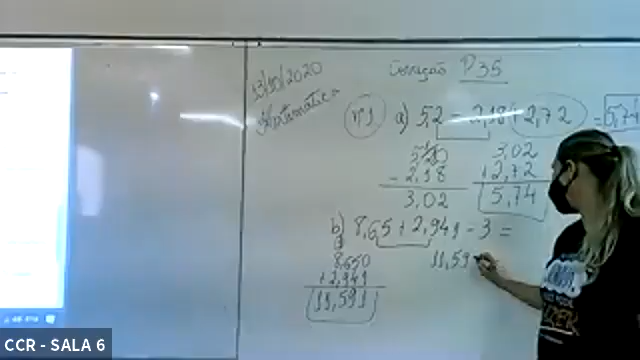 13/10/2020
Matemática
Correção P35
nº1 a) 5,2 - 2,18 + 2,72 = 5,74
5,20
- 2,18
3,02
3,02
+ 2,72
5,74
b) 8,65 + 2,941 - 3 =
8,650
+ 2,941
11,591
11,59
CCR - SALA 6